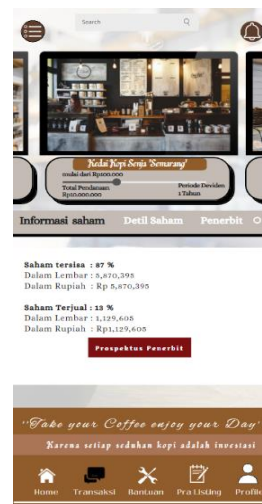 Search
Kedai Kopi Senja 'Semarang'
mulai dari Rp100.000
Total Pendanaan
Rp10.000.000
Periode Deviden
1 Tahun
Informasi saham Detil Saham Penerbit
Saham tersisa : 87 %
Dalam Lembar : 5,870,395
Dalam Rupiah : Rp 5,870,395
Saham Terjual : 13 %
Dalam Lembar : 1,129,605
Dalam Rupiah : Rp1,129,605
Prospektus Penerbit
"Take your Coffee enjoy your Day"
Karena setiap seduhan kopi adalah investasi
Home Transaksi Bantuan Pra Listing Profile